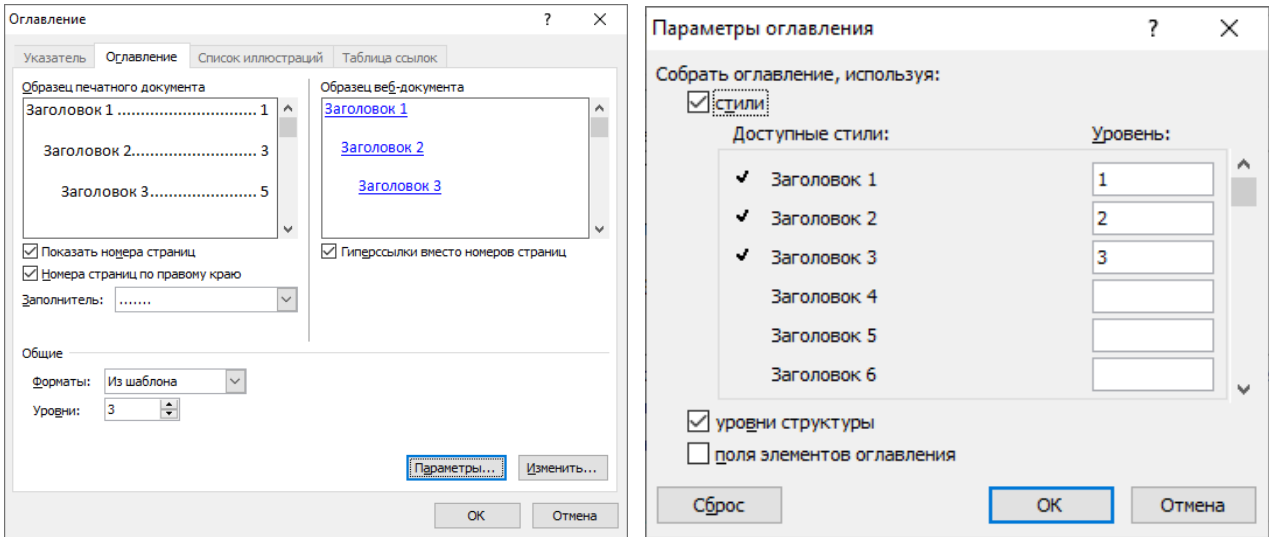 Оглавление ? ×
Указатель Оглавление Список иллюстраций Таблица ссылок
Образец печатного документа
Заголовок 1 ............................. 1
Заголовок 2.......................... 3
Заголовок 3...................... 5
Показать номера страниц
Номера страниц по правому краю
Заполнитель: .......
Образец веб-документа
Заголовок 1
Заголовок 2
Заголовок 3
Гиперссылки вместо номеров страниц
Общие
Форматы: Из шаблона
Уровни: 3
Параметры... Изменить...
ОК Отмена
Параметры оглавления ? ×
Собрать оглавление, используя:
стили
Доступные стили: Уровень:
Заголовок 1 1
Заголовок 2 2
Заголовок 3 3
Заголовок 4
Заголовок 5
Заголовок 6
уровни структуры
поля элементов оглавления
Сброс ОК Отмена